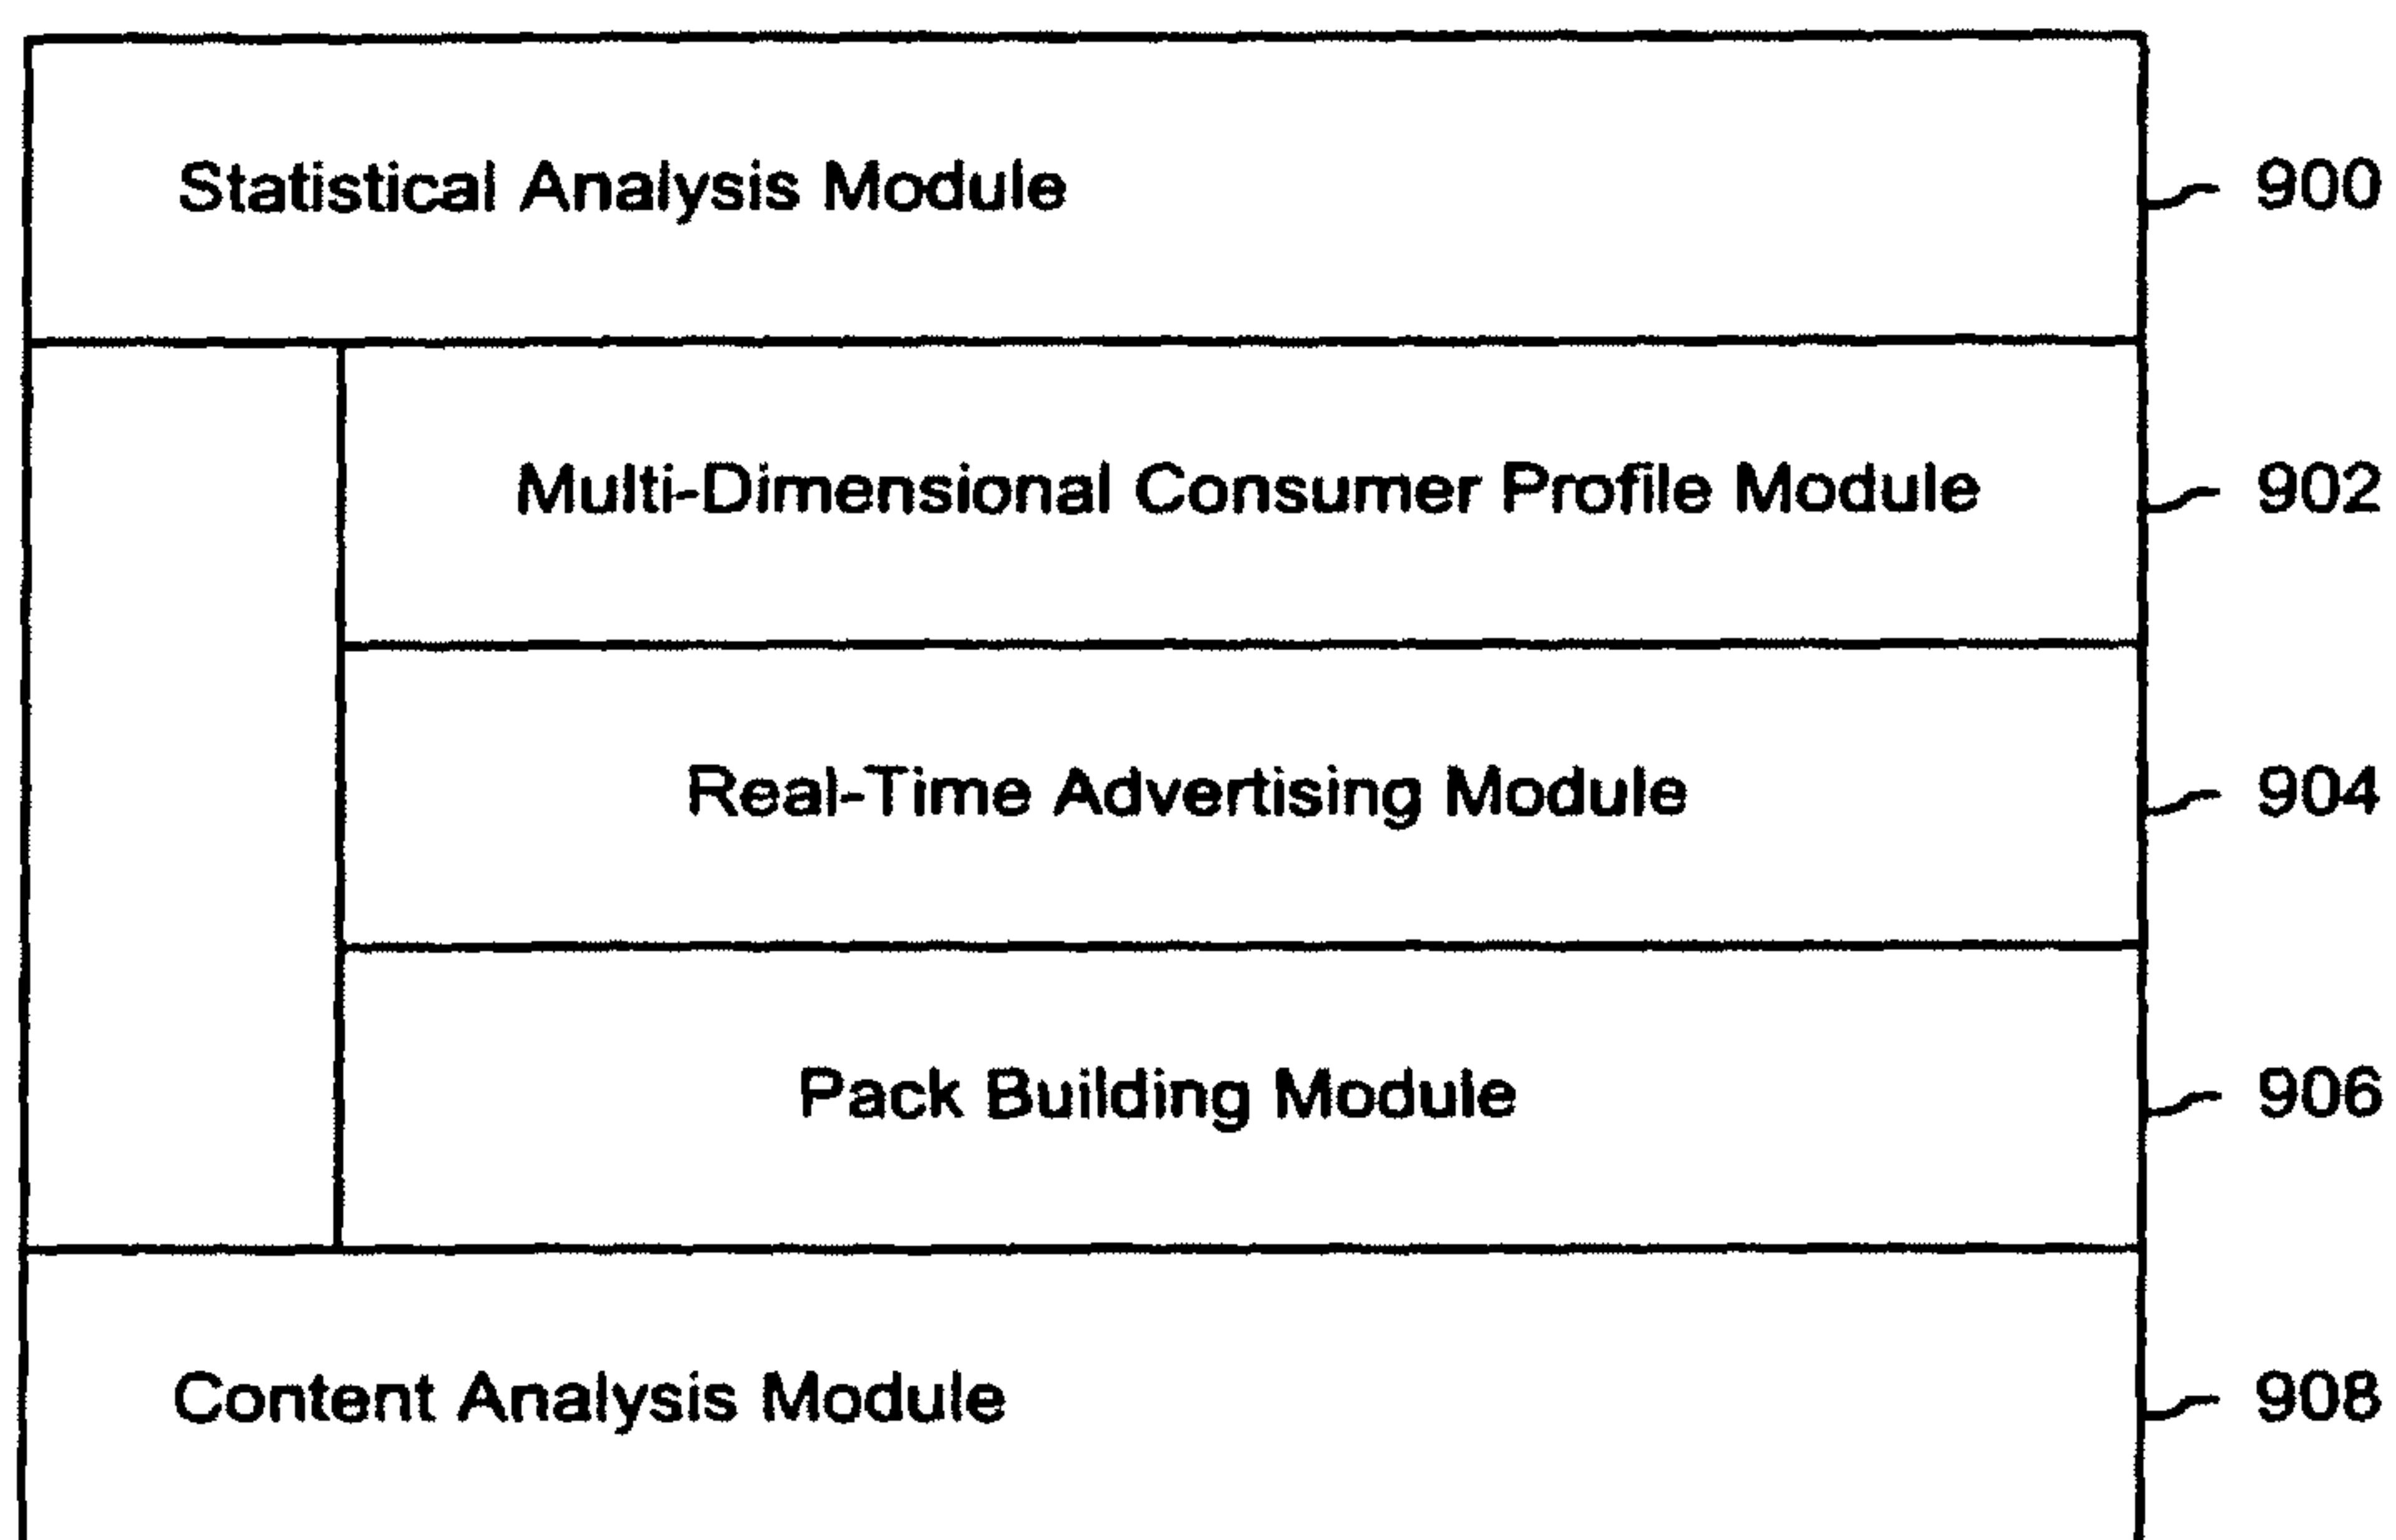 Statistical Analysis Module 900
Multi-Dimensional Consumer Profile Module 902
Real-Time Advertising Module 904
Pack Building Module 906
Content Analysis Module 908